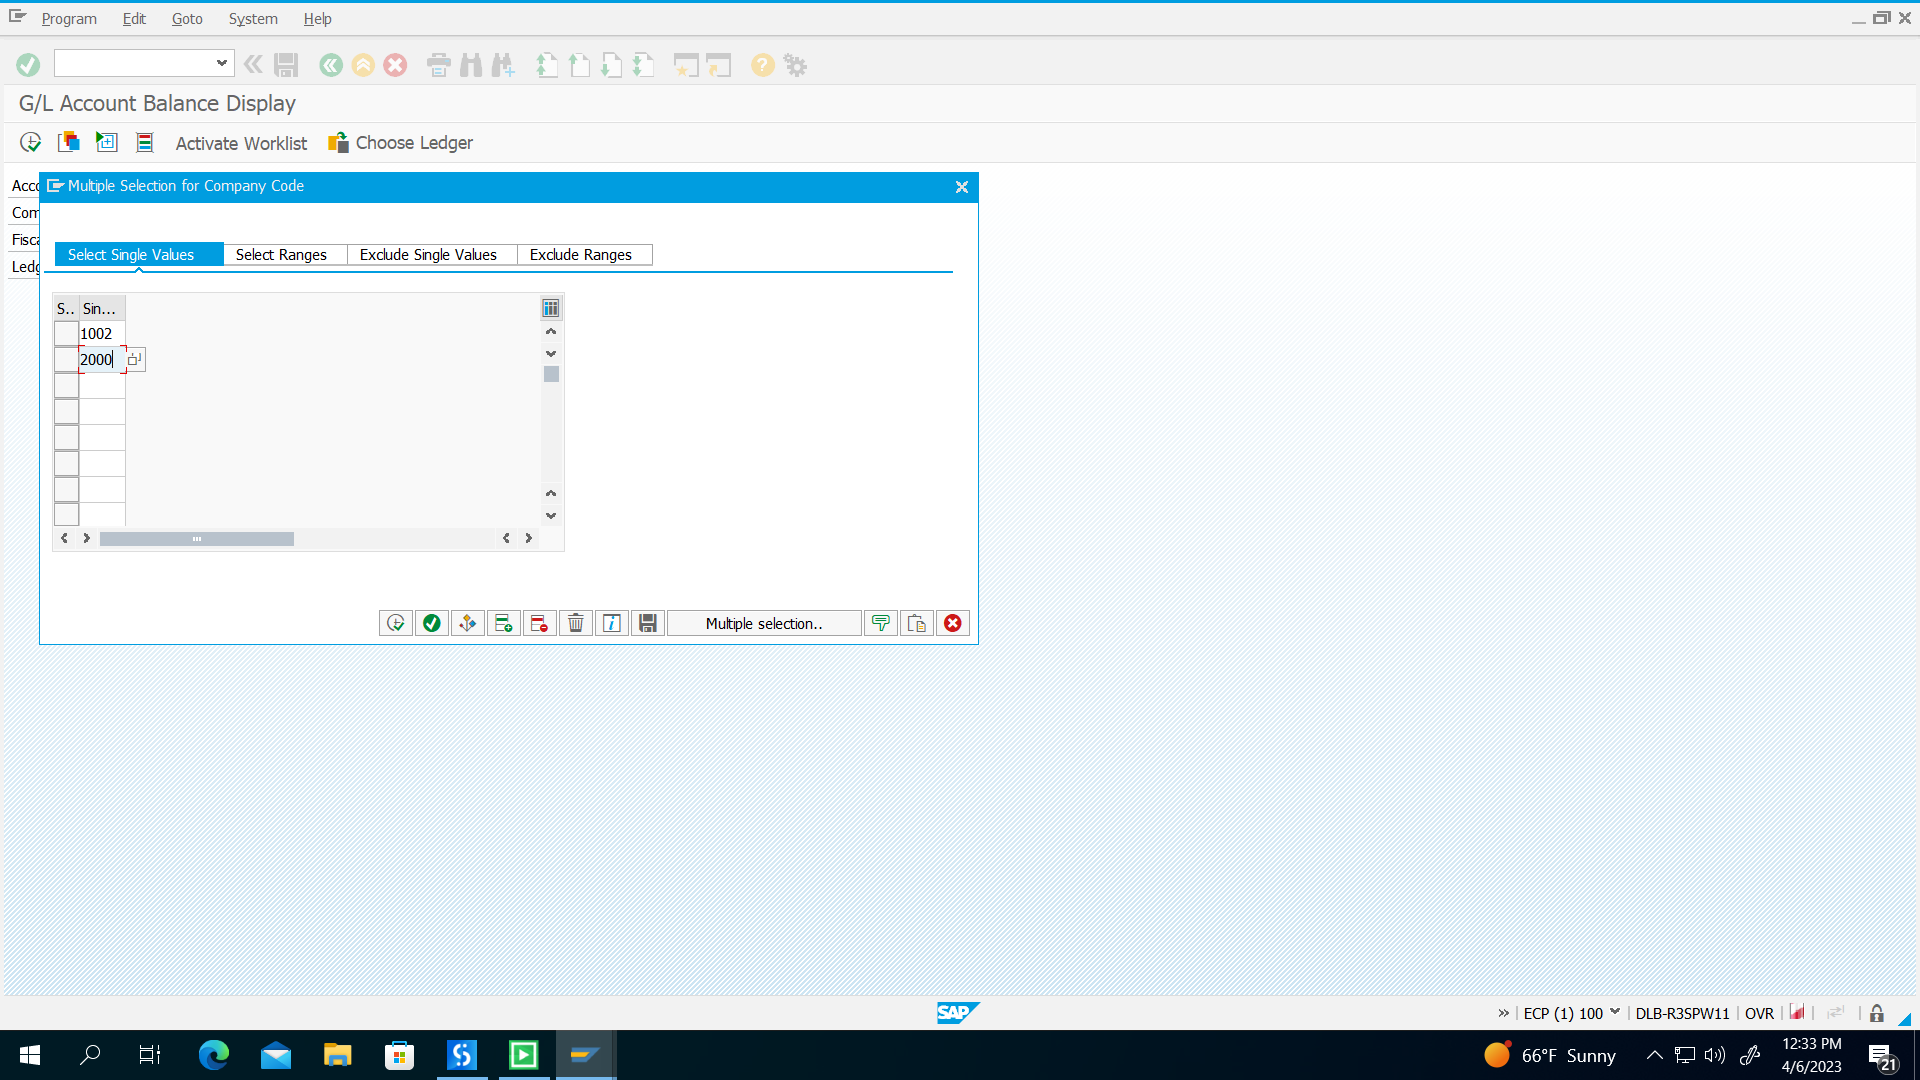 Program Edit Goto System Help
G/L Account Balance Display
Activate Worklist Choose Ledger
Acco
Multiple Selection for Company Code
Com
Fisca
Ledg
Select Single Values Select Ranges Exclude Single Values Exclude Ranges
S.. Sin...
1002
2000
Multiple selection..
SAP
ECP (1) 100 DLB-R3SPW11 OVR
66°F Sunny
12:33 PM
4/6/2023
21